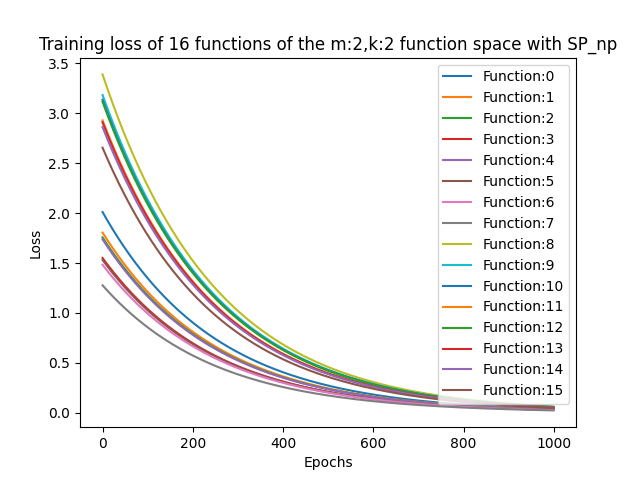 Training loss of 16 functions of the m:2,k:2 function space with SP_np
3.5
3.0
2.5
2.0
1.5
1.0
0.5
0.0
Loss
0 200 400 600 800 1000
Epochs
Function:0
Function:1
Function:2
Function:3
Function:4
Function:5
Function:6
Function:7
Function:8
Function:9
Function:10
Function:11
Function:12
Function:13
Function:14
Function:15